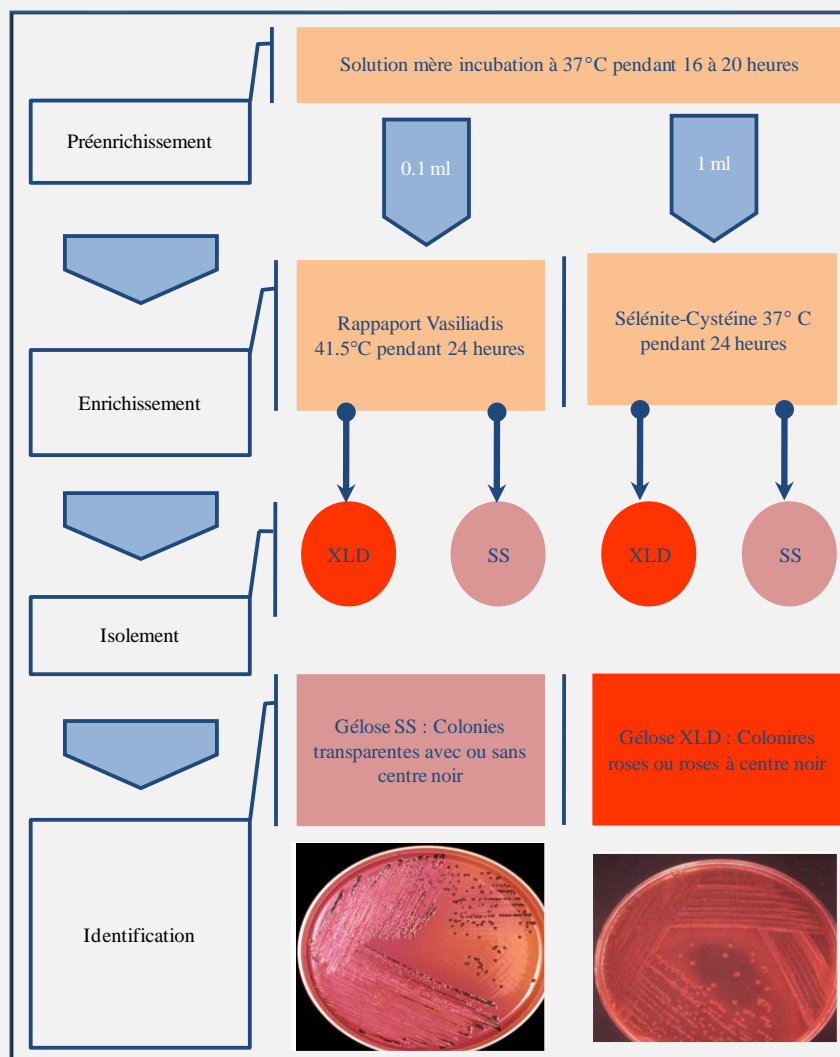 Solution mère incubation à 37°C pendant 16 à 20 heures
Préenrichissement
0.1 ml
1 ml
Rappaport Vasiliadis
41.5°C pendant 24 heures
Sélénite-Cystéine 37° C
pendant 24 heures
Enrichissement
XLD
SS
XLD
SS
Isolement
Gélose SS : Colonies
transparentes avec ou sans
centre noir
Gélose XLD : Colonires
roses ou roses à centre noir
Identification